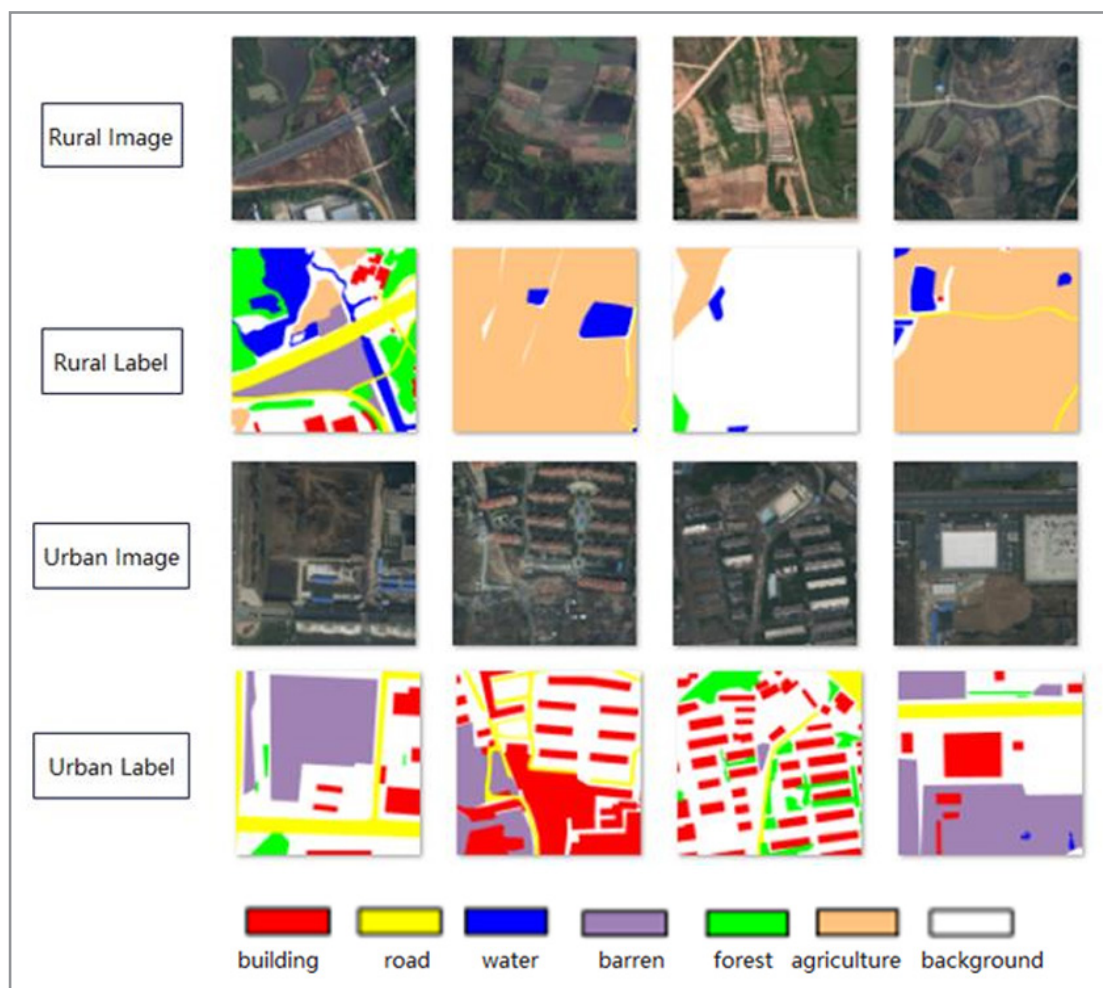 Rural Image
Rural Label
Urban Image
Urban Label
building road water barren forest agriculture background